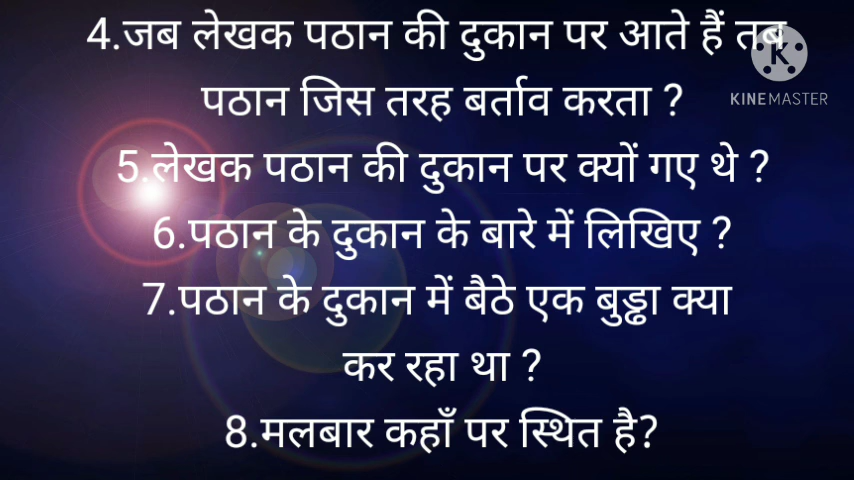 4.जब लेखक पठान की दुकान पर आते हैं तब
K
KINEMASTER
पठान जिस तरह बर्ताव करता ?
5.लेखक पठान की दुकान पर क्यों गए थे ?
6.पठान के दुकान के बारे में लिखिए ?
7.पठान के दुकान में बैठे एक बुड्ढा क्या
कर रहा था ?
8.मलबार कहाँ पर स्थित है?